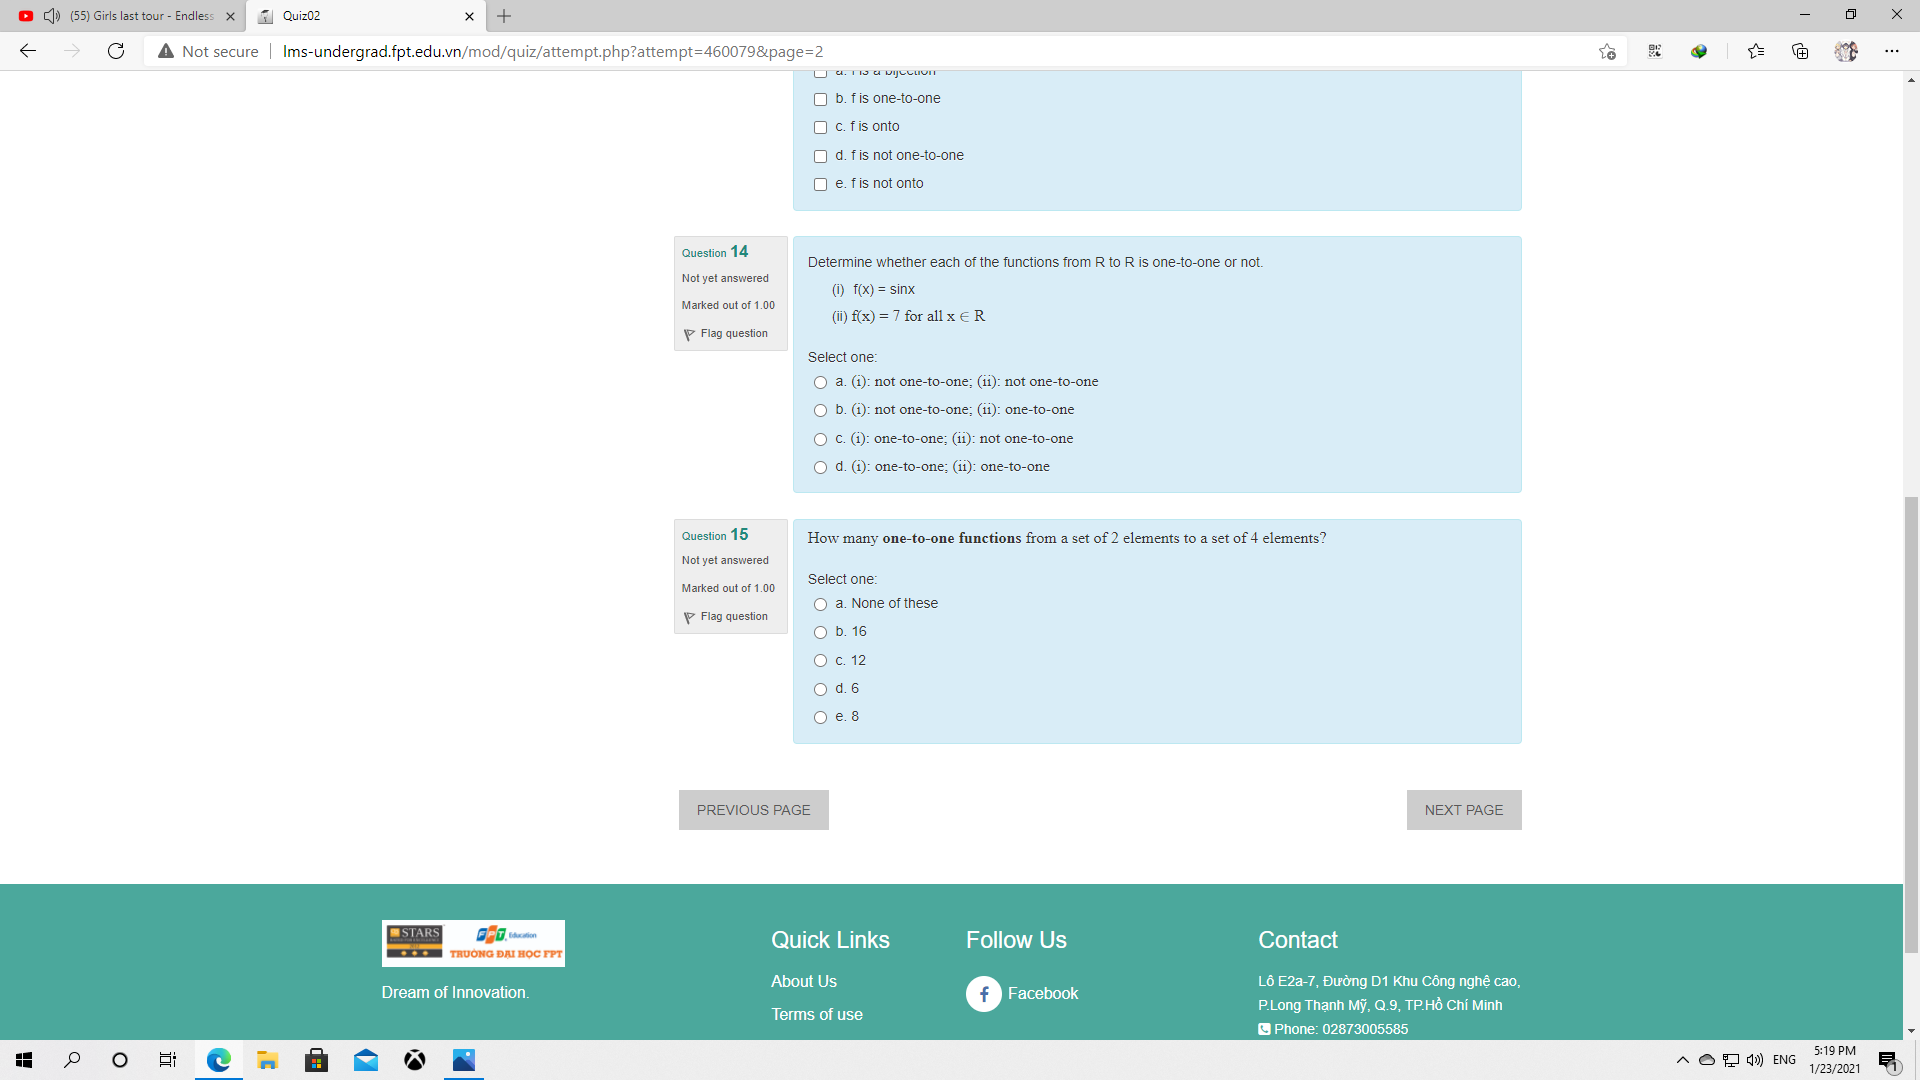 (55) Girls last tour - Endless
Quiz02
Not secure
lms-undergrad.fpt.edu.vn/mod/quiz/attempt.php?attempt=460079&page=2
a. f is a bijection
b. f is one-to-one
c. f is onto
d. f is not one-to-one
e. f is not onto
Question 14
Not yet answered
Marked out of 1.00
Flag question
Determine whether each of the functions from R to R is one-to-one or not.
(i) f(x) = sinx
(ii) f(x) = 7 for all x ∈ R
Select one:
a. (i): not one-to-one; (ii): not one-to-one
b. (i): not one-to-one; (ii): one-to-one
c. (i): one-to-one; (ii): not one-to-one
d. (i): one-to-one; (ii): one-to-one
Question 15
Not yet answered
Marked out of 1.00
Flag question
How many one-to-one functions from a set of 2 elements to a set of 4 elements?
Select one:
a. None of these
b. 16
c. 12
d. 6
e. 8
PREVIOUS PAGE
NEXT PAGE
STARS
FPT Education
TRƯỜNG ĐẠI HỌC FPT
Dream of Innovation.
Quick Links
About Us
Terms of use
Follow Us
Facebook
Contact
Lô E2a-7, Đường D1 Khu Công nghệ cao,
P.Long Thạnh Mỹ, Q.9, TP.Hồ Chí Minh
Phone: 02873005585
ENG
5:19 PM
1/23/2021
1